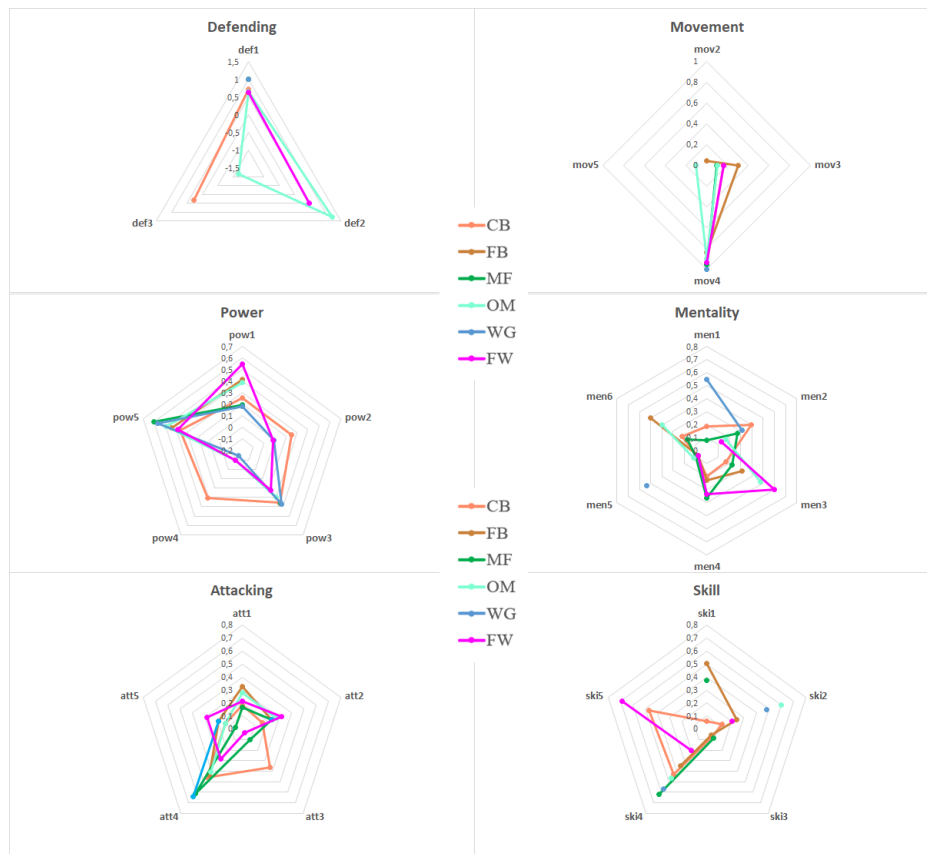 Defending
def1
1,5
1
0,5
0
-0,5
-1
-1,5
def3
def2
Movement
mov2
1
0,8
0,6
0,4
0,2
0
mov5
mov3
mov4
CB
FB
MF
OM
WG
FW
Power
pow1
0,7
0,6
0,5
0,4
0,3
0,2
0,1
0
-0,1
-0,2
pow5
pow2
pow4
pow3
Mentality
men1
0,8
0,7
0,6
0,5
0,4
0,3
0,2
0,1
0
men6
men2
men5
men3
men4
CB
FB
MF
OM
WG
FW
Attacking
att1
0,8
0,7
0,6
0,5
0,4
0,3
0,2
0,1
0
att5
att2
att4
att3
Skill
ski1
0,8
0,7
0,6
0,5
0,4
0,3
0,2
0,1
0
ski5
ski2
ski4
ski3